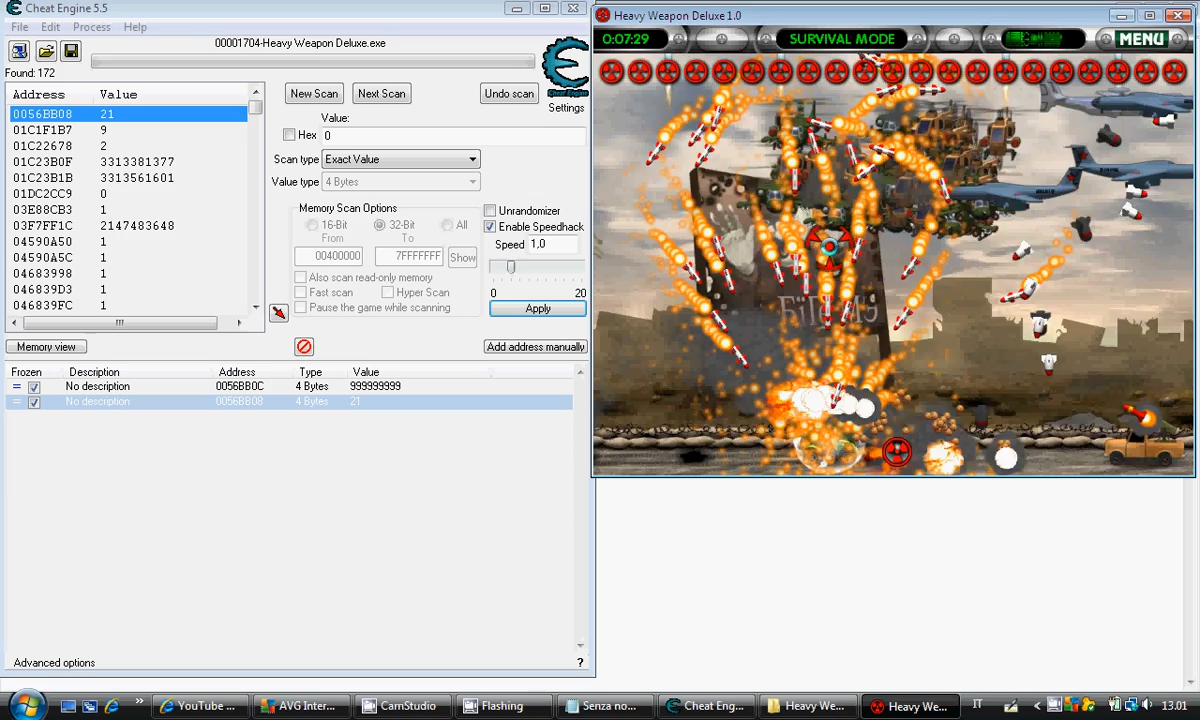 Cheat Engine 5.5
File Edit Process Help
00001704-Heavy Weapon Deluxe.exe
Found: 172
Address Value
0056BB08 21
01C1F1B7 9
01C22678 2
01C23B0F 3313381377
01C23B1B 3313561601
01DC2CC9 0
03E88CB3 1
03F7FF1C 2147483648
04590A50 1
04590A5C 1
04683998 1
046839D3 1
046839FC 1
New Scan Next Scan Undo scan
Settings
Value:
Hex 0
Scan type Exact Value
Value type 4 Bytes
Memory Scan Options
16-Bit 32-Bit All
From To
00400000 7FFFFFFF Show
Also scan read-only memory
Fast scan Hyper Scan
Pause the game while scanning
Unrandomizer
Enable Speedhack
Speed 1,0
0 20
Apply
Memory view Add address manually
Frozen Description Address Type Value
= No description 0056BB0C 4 Bytes 999999999
= No description 0056BB08 4 Bytes 21
Advanced options ?
Heavy Weapon Deluxe 1.0
0:07:29 SURVIVAL MODE MENU
YouTube ... AVG Inter... CamStudio Flashing Senza no... Cheat Eng... Heavy We... Heavy We... IT 13.01